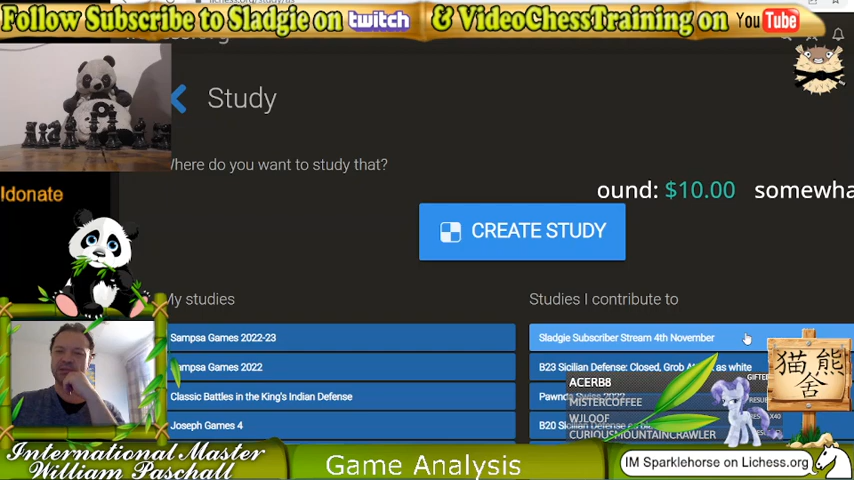 Follow Subscribe to Sladgie on twitch & VideoChessTraining on YouTube
Study
here do you want to study that?
!donate
ound: $10.00 somewha
CREATE STUDY
My studies
Studies I contribute to
Sampsa Games 2022-23
Sladgie Subscriber Stream 4th November
ampsa Games 2022
B23 Sicilian Defense: Closed, Grob Attack as white
Classic Battles in the King's Indian Defense
Joseph Games 4
ACERB8
GIFTED
MISTERCOFFEE
RESUB
WJLOOF
X40
CURIOUSMOUNTAINCRAWLER
猫熊
舍
International Master
William Paschall
Game Analysis
IM Sparklehorse on Lichess.org